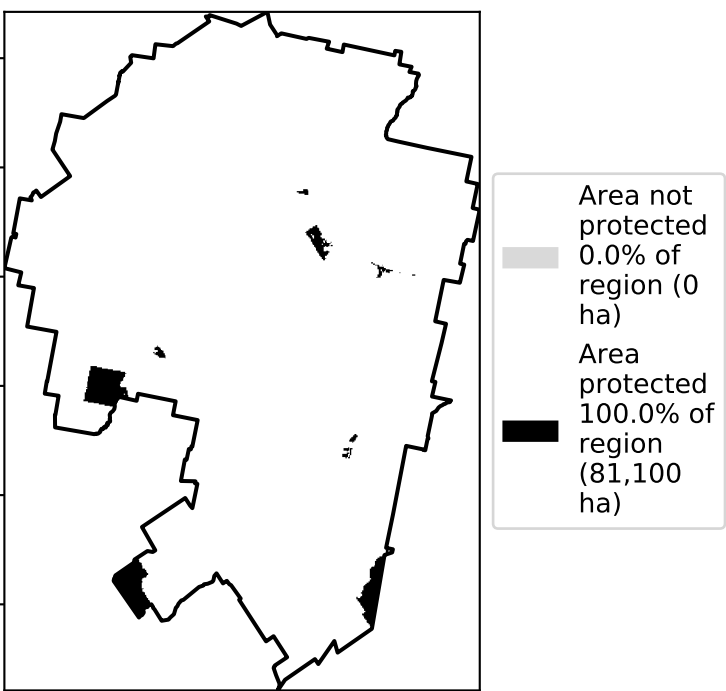 Area not
protected
0.0% of
region (0
ha)
Area
protected
100.0% of
region
(81,100
ha)